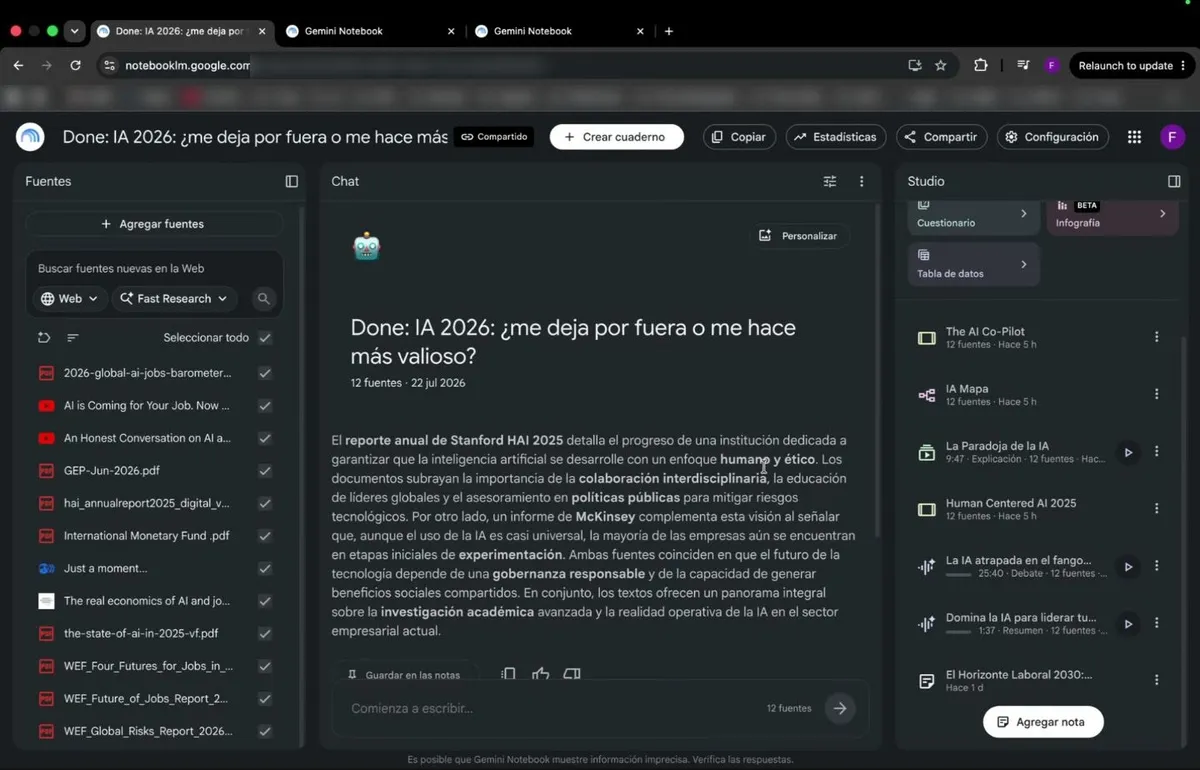 Done: IA 2026: ¿me deja por
Gemini Notebook
Gemini Notebook
notebooklm.google.com
F
Relaunch to update
Done: IA 2026: ¿me deja por fuera o me hace más
Compartido
+ Crear cuaderno
Copiar
Estadísticas
Compartir
Configuración
F
Fuentes
+ Agregar fuentes
Buscar fuentes nuevas en la Web
Web
Fast Research
Seleccionar todo
2026-global-ai-jobs-barometer...
AI is Coming for Your Job. Now ...
An Honest Conversation on AI a...
GEP-Jun-2026.pdf
hai_annualreport2025_digital_v...
International Monetary Fund .pdf
Just a moment...
The real economics of AI and jo...
the-state-of-ai-in-2025-vf.pdf
WEF_Four_Futures_for_Jobs_in_...
WEF_Future_of_Jobs_Report_2...
WEF_Global_Risks_Report_2026...
Chat
Personalizar
Done: IA 2026: ¿me deja por fuera o me hace
más valioso?
12 fuentes · 22 jul 2026
El reporte anual de Stanford HAI 2025 detalla el progreso de una institución dedicada a
garantizar que la inteligencia artificial se desarrolle con un enfoque humano y ético. Los
documentos subrayan la importancia de la colaboración interdisciplinaria, la educación
de líderes globales y el asesoramiento en políticas públicas para mitigar riesgos
tecnológicos. Por otro lado, un informe de McKinsey complementa esta visión al señalar
que, aunque el uso de la IA es casi universal, la mayoría de las empresas aún se encuentran
en etapas iniciales de experimentación. Ambas fuentes coinciden en que el futuro de la
tecnología depende de una gobernanza responsable y de la capacidad de generar
beneficios sociales compartidos. En conjunto, los textos ofrecen un panorama integral
sobre la investigación académica avanzada y la realidad operativa de la IA en el sector
empresarial actual.
Guardar en las notas
Comienza a escribir...
12 fuentes
Studio
Cuestionario
BETA
Infografía
Tabla de datos
The AI Co-Pilot
12 fuentes · Hace 5 h
IA Mapa
12 fuentes · Hace 5 h
La Paradoja de la IA
9:47 · Explicación · 12 fuentes · Hac...
Human Centered AI 2025
12 fuentes · Hace 5 h
La IA atrapada en el fango...
25:40 · Debate · 12 fuentes ·...
Domina la IA para liderar tu...
1:37 · Resumen · 12 fuentes ·...
El Horizonte Laboral 2030:...
Hace 1 d
Agregar nota
Es posible que Gemini Notebook muestre información imprecisa. Verifica las respuestas.